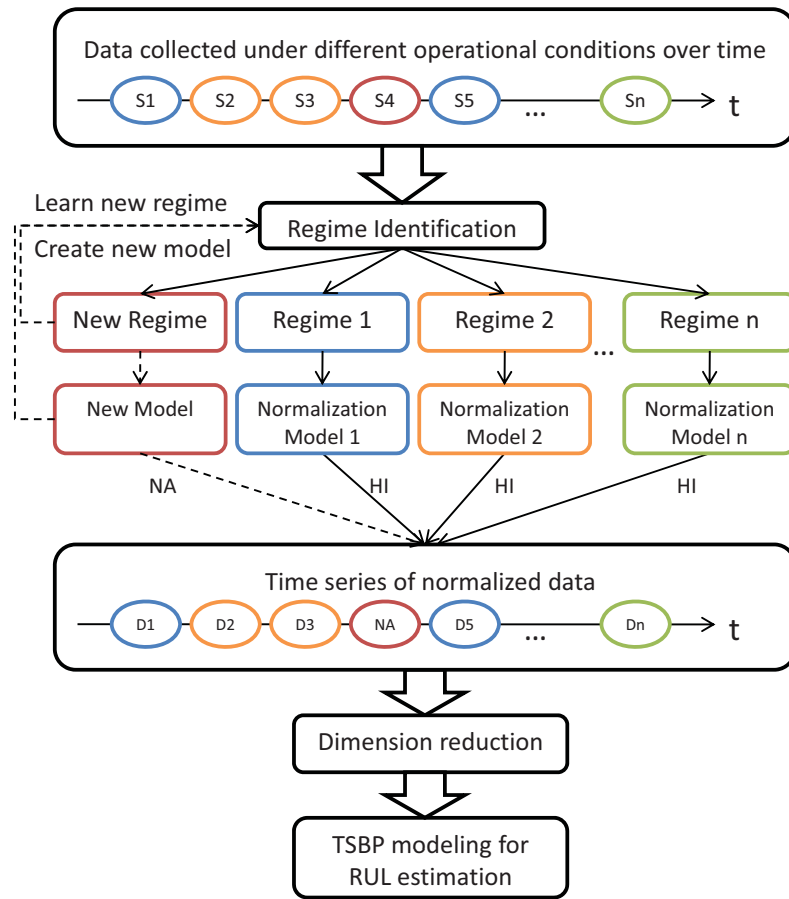 Data collected under different operational conditions over time
S1 S2 S3 S4 S5 ... Sn t
Learn new regime
Create new model
Regime Identification
New Regime Regime 1 Regime 2 ... Regime n
New Model
Normalization Model 1
Normalization Model 2
Normalization Model n
NA HI HI HI
Time series of normalized data
D1 D2 D3 NA D5 ... Dn t
Dimension reduction
TSBP modeling for
RUL estimation